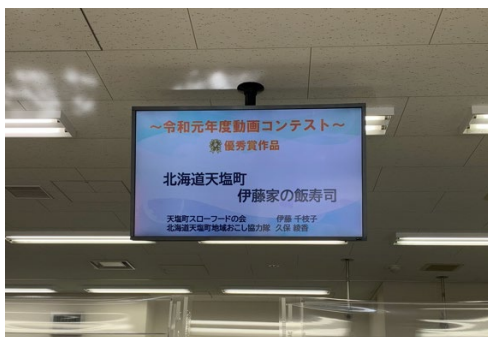 ~令和元年度動画コンテスト~
優秀賞作品
北海道天塩町
伊藤家の飯寿司
天塩町スローフードの会 伊藤 千枝子
北海道天塩町地域おこし協力隊 久保 綾香